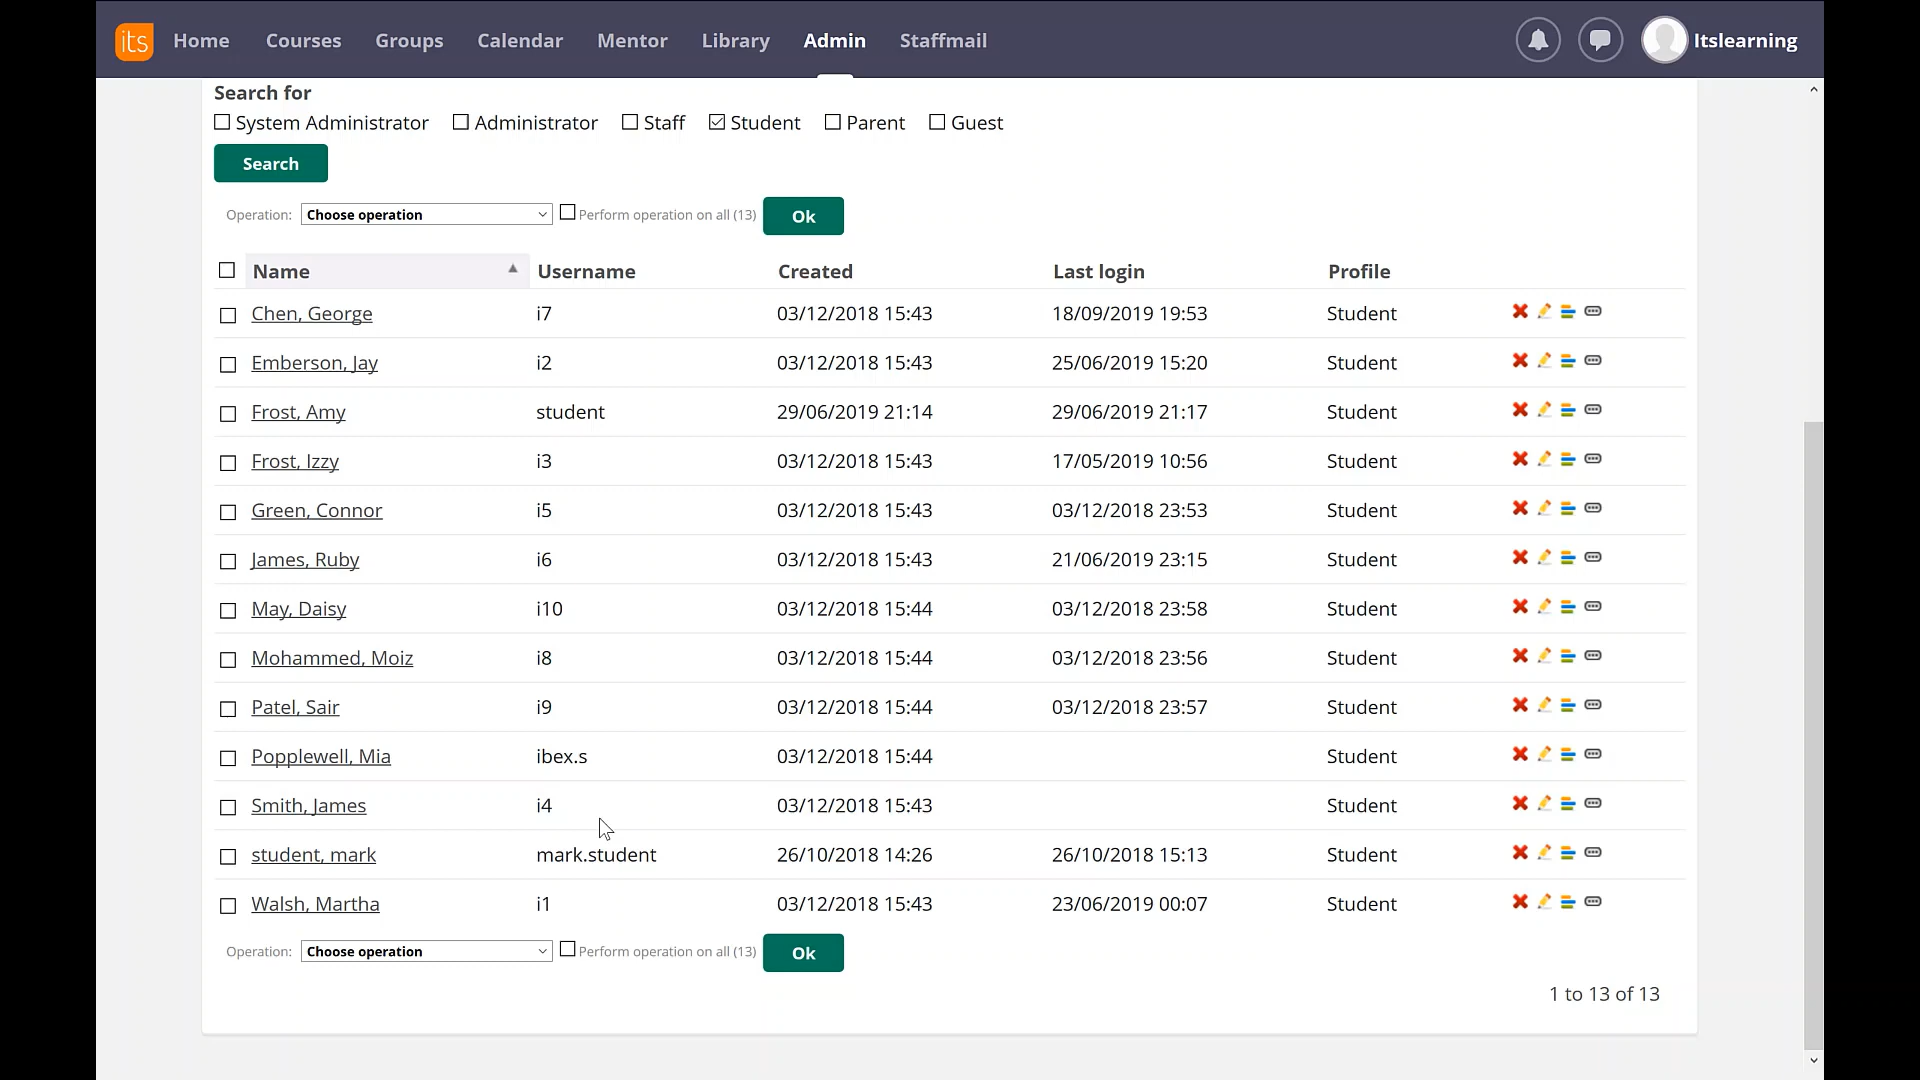 its Home Courses Groups Calendar Mentor Library Admin Staffmail Itslearning
Search for
System Administrator Administrator Staff Student Parent Guest
Search
Operation: Choose operation Perform operation on all (13) Ok
Name Username Created Last login Profile
Chen, George i7 03/12/2018 15:43 18/09/2019 19:53 Student
Emberson, Jay i2 03/12/2018 15:43 25/06/2019 15:20 Student
Frost, Amy student 29/06/2019 21:14 29/06/2019 21:17 Student
Frost, Izzy i3 03/12/2018 15:43 17/05/2019 10:56 Student
Green, Connor i5 03/12/2018 15:43 03/12/2018 23:53 Student
James, Ruby i6 03/12/2018 15:43 21/06/2019 23:15 Student
May, Daisy i10 03/12/2018 15:44 03/12/2018 23:58 Student
Mohammed, Moiz i8 03/12/2018 15:44 03/12/2018 23:56 Student
Patel, Sair i9 03/12/2018 15:44 03/12/2018 23:57 Student
Popplewell, Mia ibex.s 03/12/2018 15:44 Student
Smith, James i4 03/12/2018 15:43 Student
student, mark mark.student 26/10/2018 14:26 26/10/2018 15:13 Student
Walsh, Martha i1 03/12/2018 15:43 23/06/2019 00:07 Student
Operation: Choose operation Perform operation on all (13) Ok
1 to 13 of 13